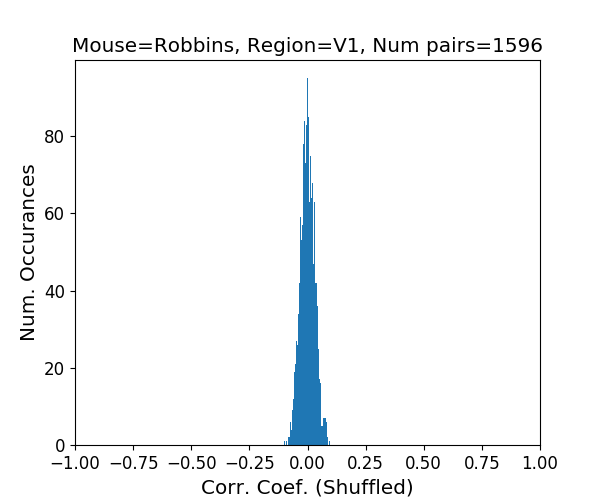 Mouse=Robbins, Region=V1, Num pairs=1596
Num. Occurances
80
60
40
20
0
−1.00 −0.75 −0.50 −0.25 0.00 0.25 0.50 0.75 1.00
Corr. Coef. (Shuffled)